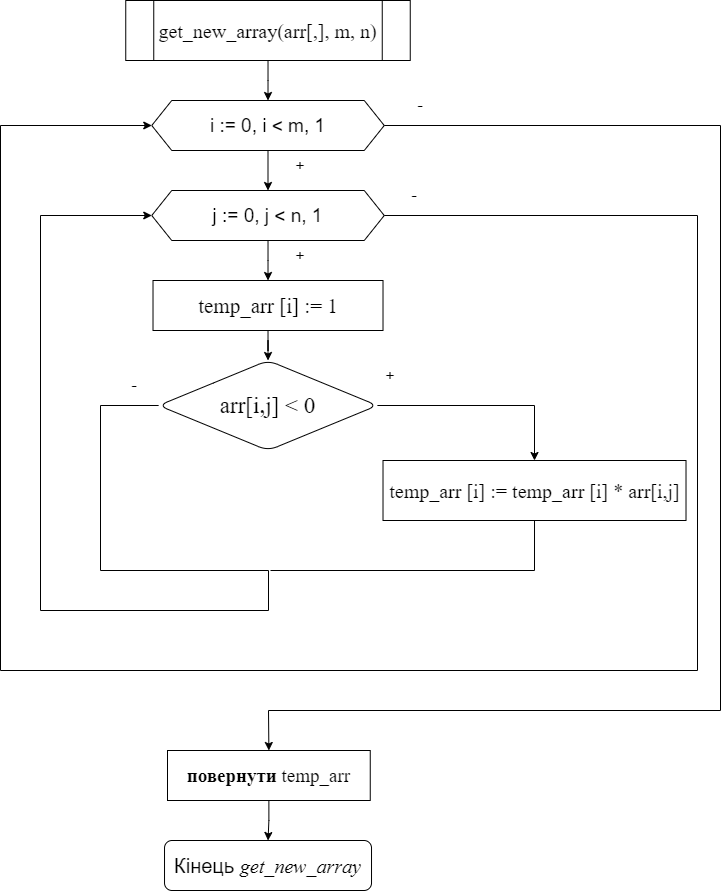 get_new_array(arr[,], m, n)
-
i := 0, i < m, 1
+
-
j := 0, j < n, 1
+
temp_arr [i] := 1
-
+
arr[i,j] < 0
temp_arr [i] := temp_arr [i] * arr[i,j]
повернути temp_arr
Кінець get_new_array